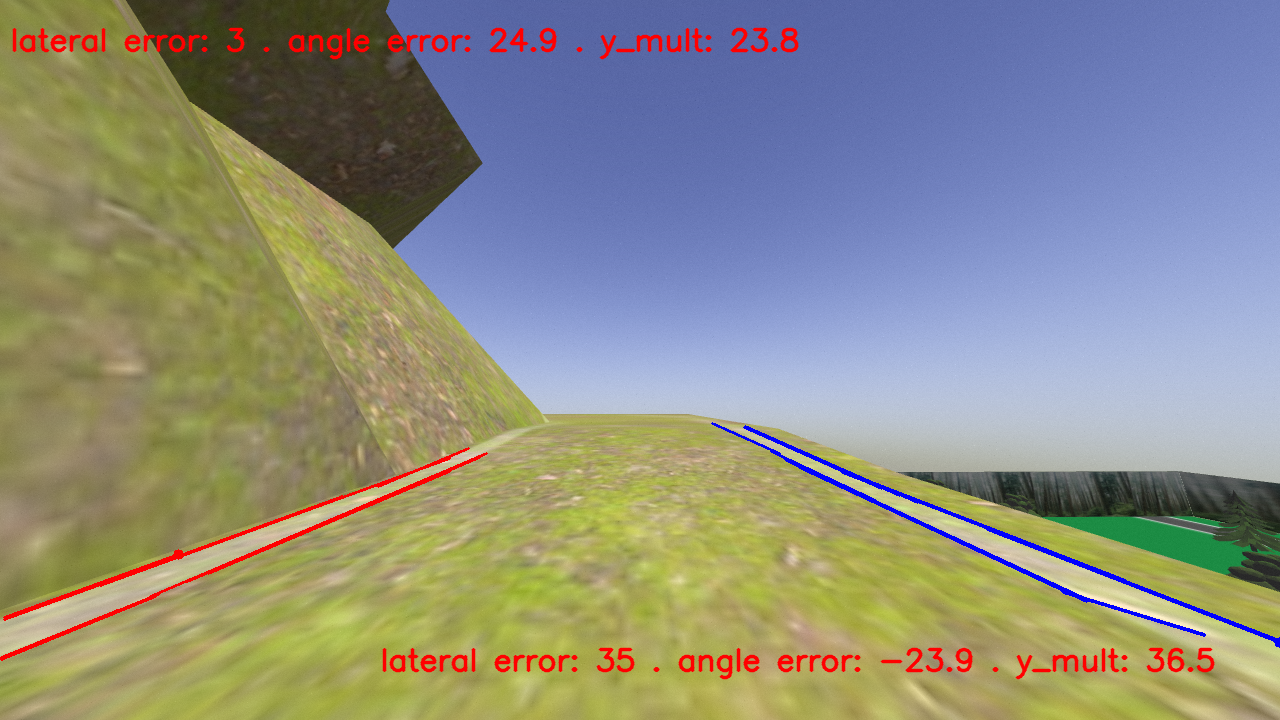 lateral error: 3 . angle error: 24.9 . y_mult: 23.8
lateral error: 35 . angle error: -23.9 . y_mult: 36.5